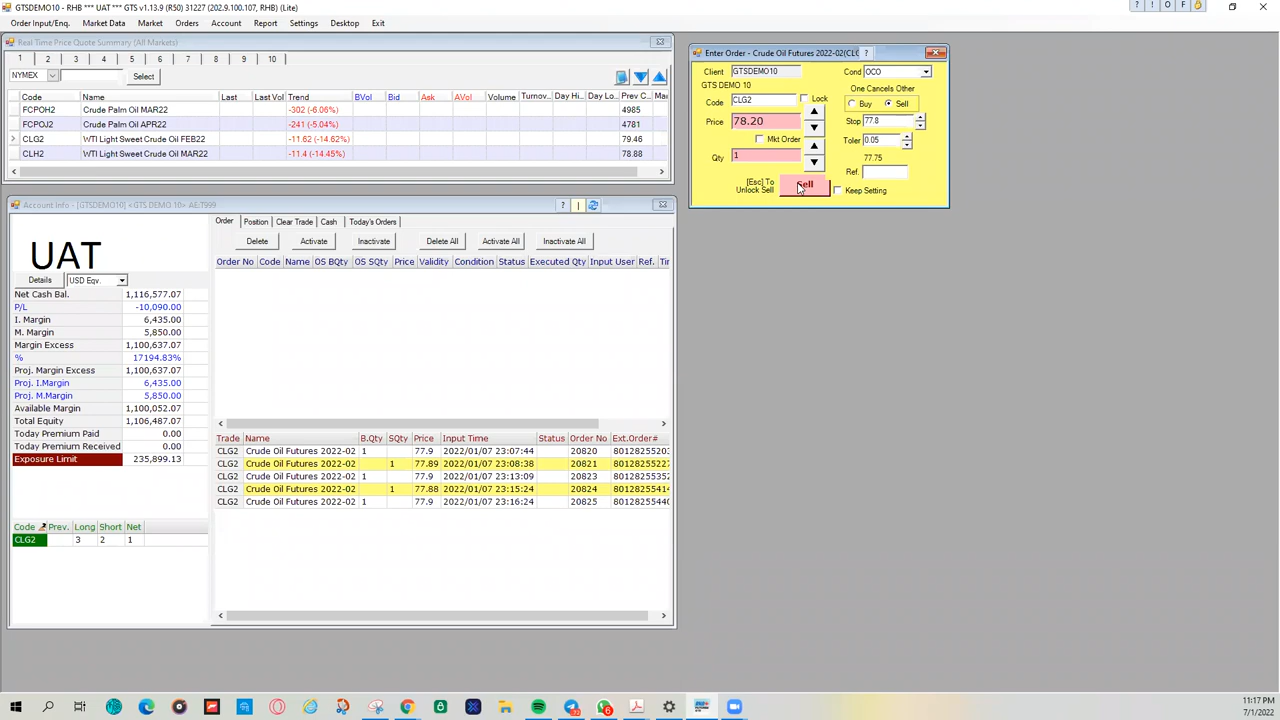 GTSDEMO10 - RHB *** UAT *** GTS v1.13.9 (R50) 31227 (202.9.100.107, RHB) (Lite)
Order Input/Enq. Market Data Market Orders Account Report Settings Desktop Exit
Real Time Price Quote Summary (All Markets)
1 2 3 4 5 6 7 8 9 10
NYMEX Select
Code Name Last Last Vol Trend BVol Bid Ask AVol Volume Turnov... Day Hi... Day Lo... Prev C... Mar
FCPOH2 Crude Palm Oil MAR22 -302 (-6.06%) 4985
FCPOJ2 Crude Palm Oil APR22 -241 (-5.04%) 4781
CLG2 WTI Light Sweet Crude Oil FEB22 -11.62 (-14.62%) 79.46
CLH2 WTI Light Sweet Crude Oil MAR22 -11.4 (-14.45%) 78.88
Enter Order - Crude Oil Futures 2022-02(CLG ?
Client GTSDEMO10 Cond OCO
GTS DEMO 10 One Cancels Other
Code CLG2 Lock Buy Sell
Price 78.20 Stop 77.8
Mkt Order Toler 0.05
Qty 1 77.75
Ref.
[Esc] To Unlock Sell Sell Keep Setting
Account Info - [GTSDEMO10] <GTS DEMO 10> AE:T999 ?
UAT
Details USD Eqv.
Net Cash Bal. 1,116,577.07
P/L -10,090.00
I. Margin 6,435.00
M. Margin 5,850.00
Margin Excess 1,100,637.07
% 17194.83%
Proj. Margin Excess 1,100,637.07
Proj. I.Margin 6,435.00
Proj. M.Margin 5,850.00
Available Margin 1,100,052.07
Total Equity 1,106,487.07
Today Premium Paid 0.00
Today Premium Received 0.00
Exposure Limit 235,899.13
Code Prev. Long Short Net
CLG2 3 2 1
Order Position Clear Trade Cash Today's Orders
Delete Activate Inactivate Delete All Activate All Inactivate All
Order No Code Name OS BQty OS SQty Price Validity Condition Status Executed Qty Input User Ref. Tir
Trade Name B.Qty SQty Price Input Time Status Order No Ext.Order#
CLG2 Crude Oil Futures 2022-02 1 77.9 2022/01/07 23:07:44 20820 80128255203
CLG2 Crude Oil Futures 2022-02 1 77.89 2022/01/07 23:08:38 20821 80128255227
CLG2 Crude Oil Futures 2022-02 1 77.9 2022/01/07 23:13:09 20823 80128255352
CLG2 Crude Oil Futures 2022-02 1 77.88 2022/01/07 23:15:24 20824 80128255414
CLG2 Crude Oil Futures 2022-02 1 77.9 2022/01/07 23:16:24 20825 80128255440
11:17 PM
7/1/2022